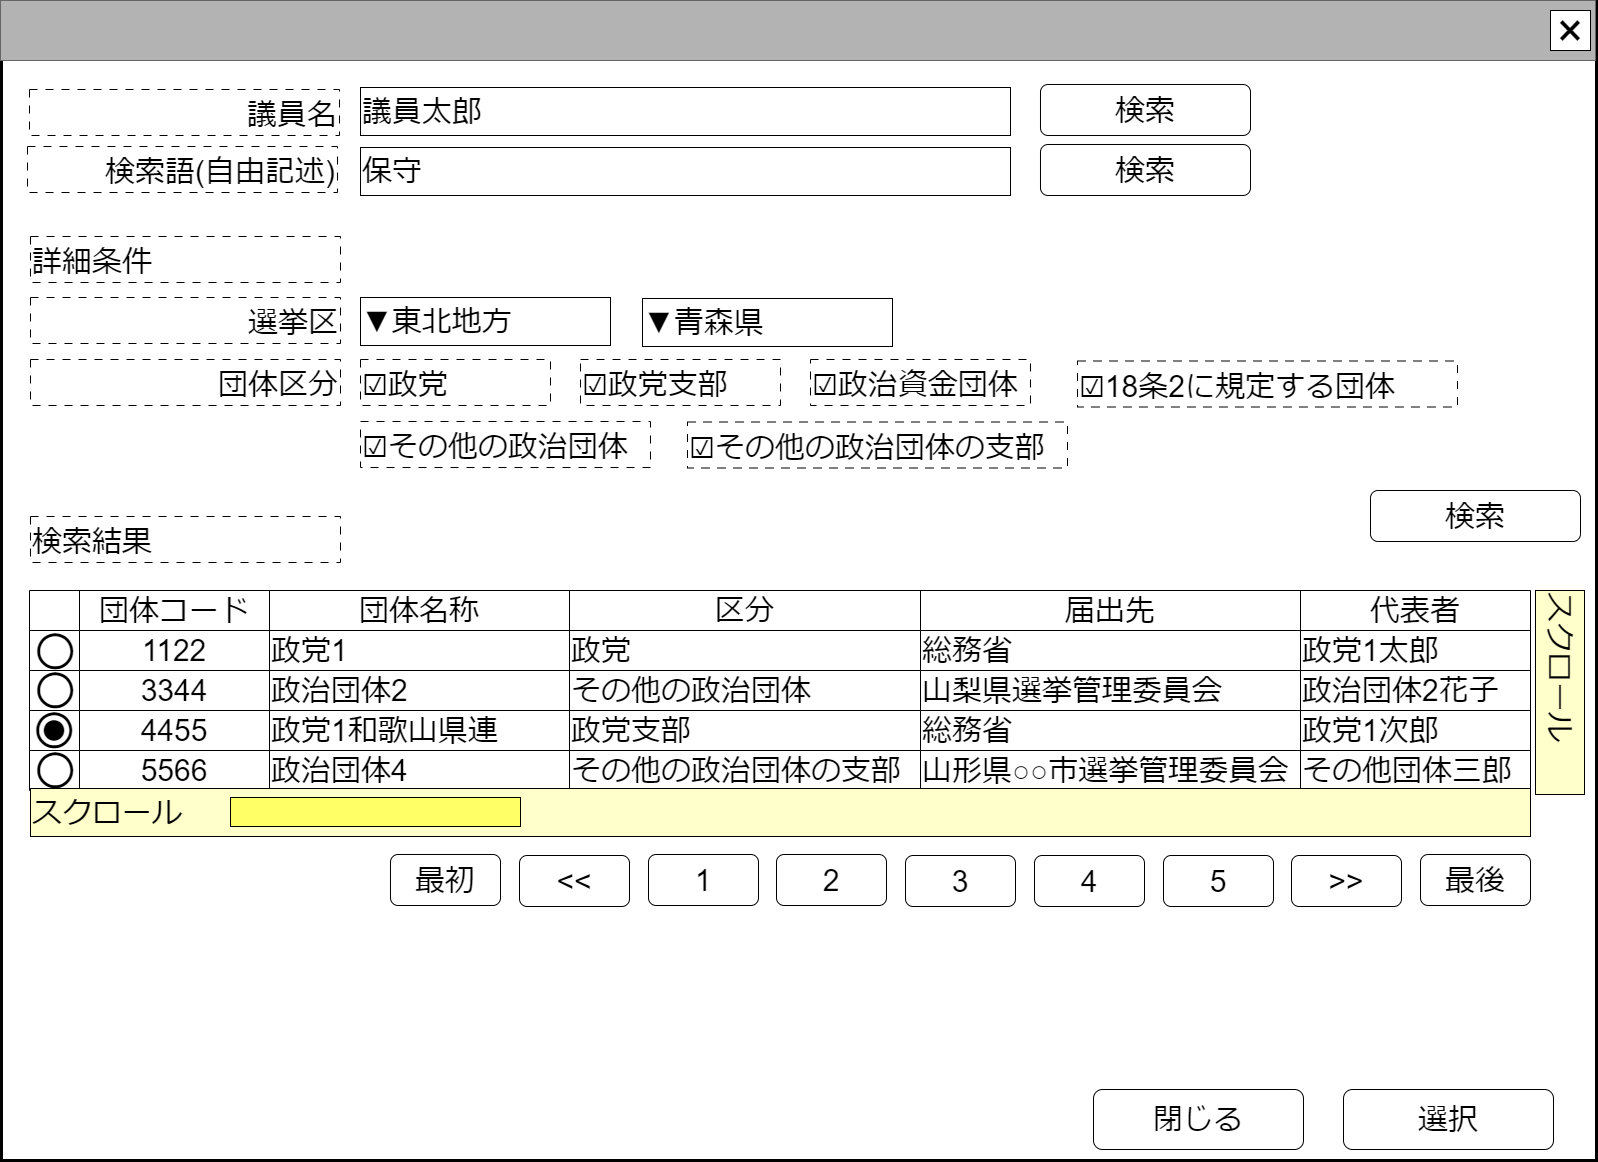 ×
議員名 議員太郎 検索
検索語(自由記述) 保守 検索
詳細条件
選挙区 ▼東北地方 ▼青森県
団体区分 ☑政党 ☑政党支部 ☑政治資金団体 ☑18条2に規定する団体
☑その他の政治団体 ☑その他の政治団体の支部
検索
検索結果
団体コード 団体名称 区分 届出先 代表者
1122 政党1 政党 総務省 政党1太郎
3344 政治団体2 その他の政治団体 山梨県選挙管理委員会 政治団体2花子
4455 政党1和歌山県連 政党支部 総務省 政党1次郎
5566 政治団体4 その他の政治団体の支部 山形県○○市選挙管理委員会 その他団体三郎
スクロール
スクロール
最初 << 1 2 3 4 5 >> 最後
閉じる 選択